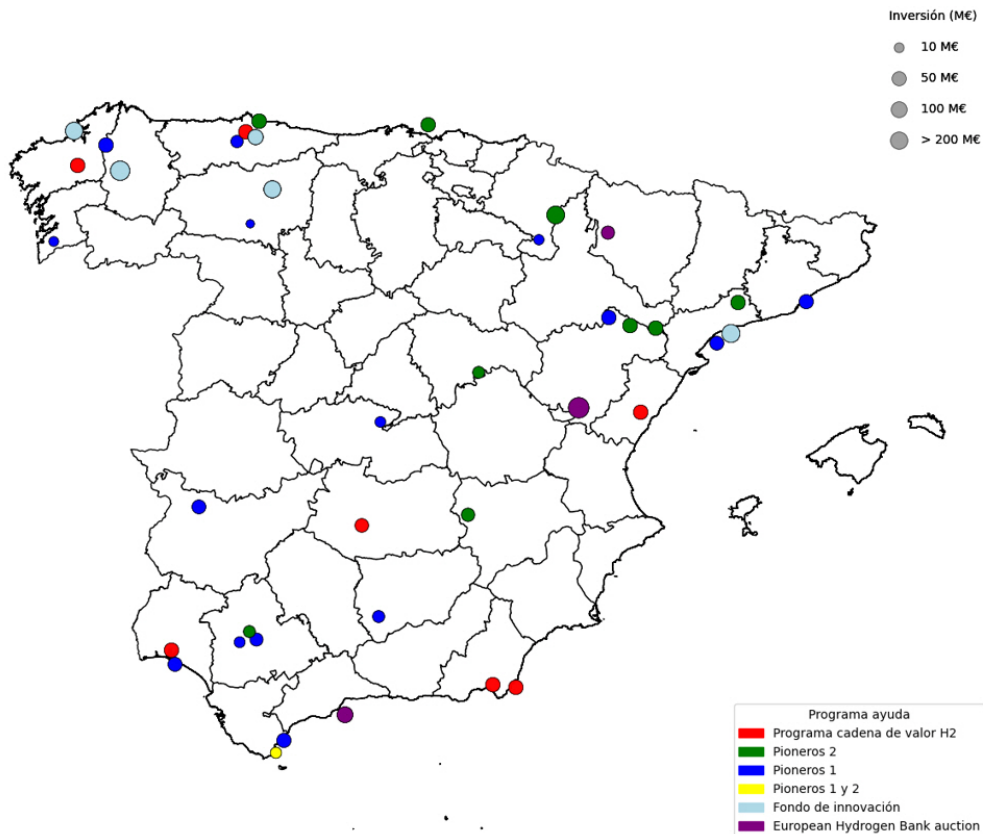 Inversión (M€)
10 M€
50 M€
100 M€
> 200 M€
Programa ayuda
Programa cadena de valor H2
Pioneros 2
Pioneros 1
Pioneros 1 y 2
Fondo de innovación
European Hydrogen Bank auction